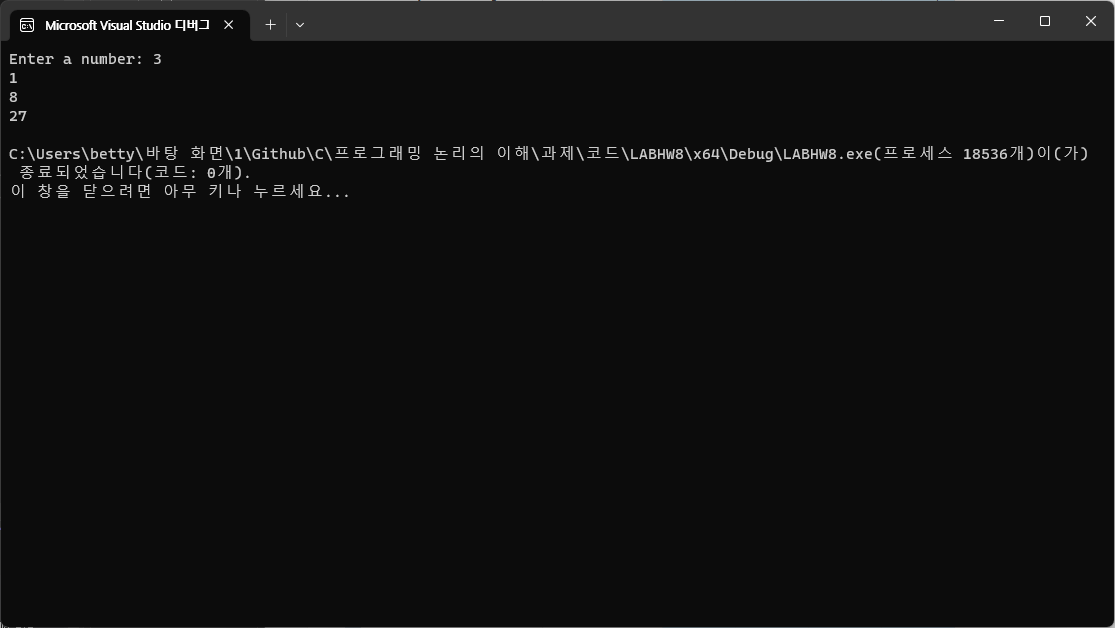 Microsoft Visual Studio 디버그
Enter a number: 3
1
8
27
C:\Users\betty\바탕 화면\1\Github\C\프로그래밍 논리의 이해\과제\코드\LABHW8\x64\Debug\LABHW8.exe(프로세스 18536개)이(가)
종료되었습니다(코드: 0개).
이 창을 닫으려면 아무 키나 누르세요...